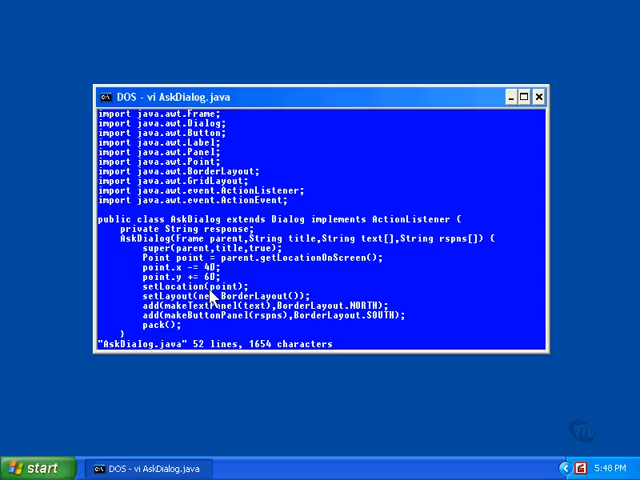 DOS - vi AskDialog.java
import java.awt.Frame;
import java.awt.Dialog;
import java.awt.Button;
import java.awt.Label;
import java.awt.Panel;
import java.awt.Point;
import java.awt.BorderLayout;
import java.awt.GridLayout;
import java.awt.event.ActionListener;
import java.awt.event.ActionEvent;
public class AskDialog extends Dialog implements ActionListener {
private String response;
AskDialog(Frame parent,String title,String text[],String rspns[]) {
super(parent,title,true);
Point point = parent.getLocationOnScreen();
point.x -= 40;
point.y += 60;
setLocation(point);
setLayout(new BorderLayout());
add(makeTextPanel(text),BorderLayout.NORTH);
add(makeButtonPanel(rspns),BorderLayout.SOUTH);
pack();
}
"AskDialog.java" 52 lines, 1654 characters
start
DOS - vi AskDialog.java
5:48 PM